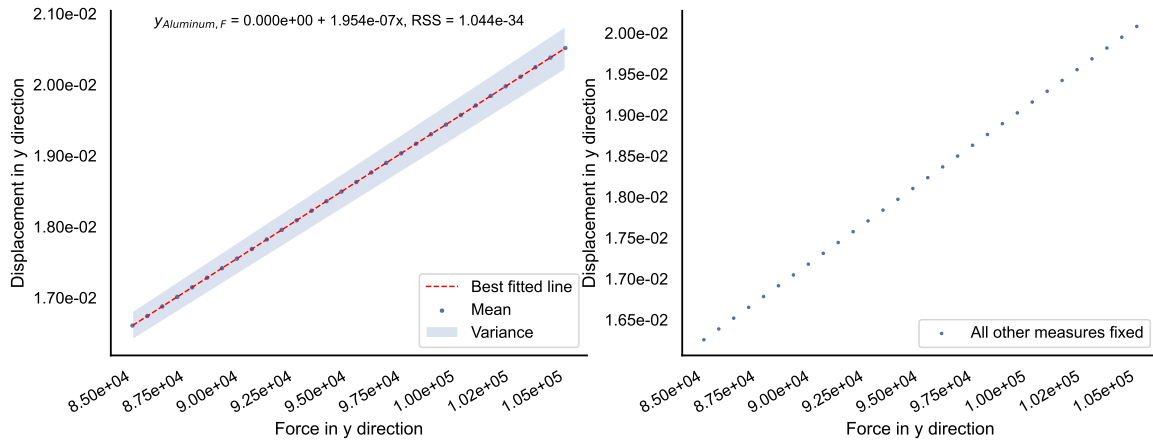 y_{Aluminum, F} = 0.000e+00 + 1.954e-07x, RSS = 1.044e-34
2.10e-02
2.00e-02
1.90e-02
1.80e-02
1.70e-02
Displacement in y direction
Best fitted line
Mean
Variance
8.50e+04
8.75e+04
9.00e+04
9.25e+04
9.50e+04
9.75e+04
1.00e+05
1.02e+05
1.05e+05
Force in y direction
2.00e-02
1.95e-02
1.90e-02
1.85e-02
1.80e-02
1.75e-02
1.70e-02
1.65e-02
Displacement in y direction
All other measures fixed
8.50e+04
8.75e+04
9.00e+04
9.25e+04
9.50e+04
9.75e+04
1.00e+05
1.02e+05
1.05e+05
Force in y direction